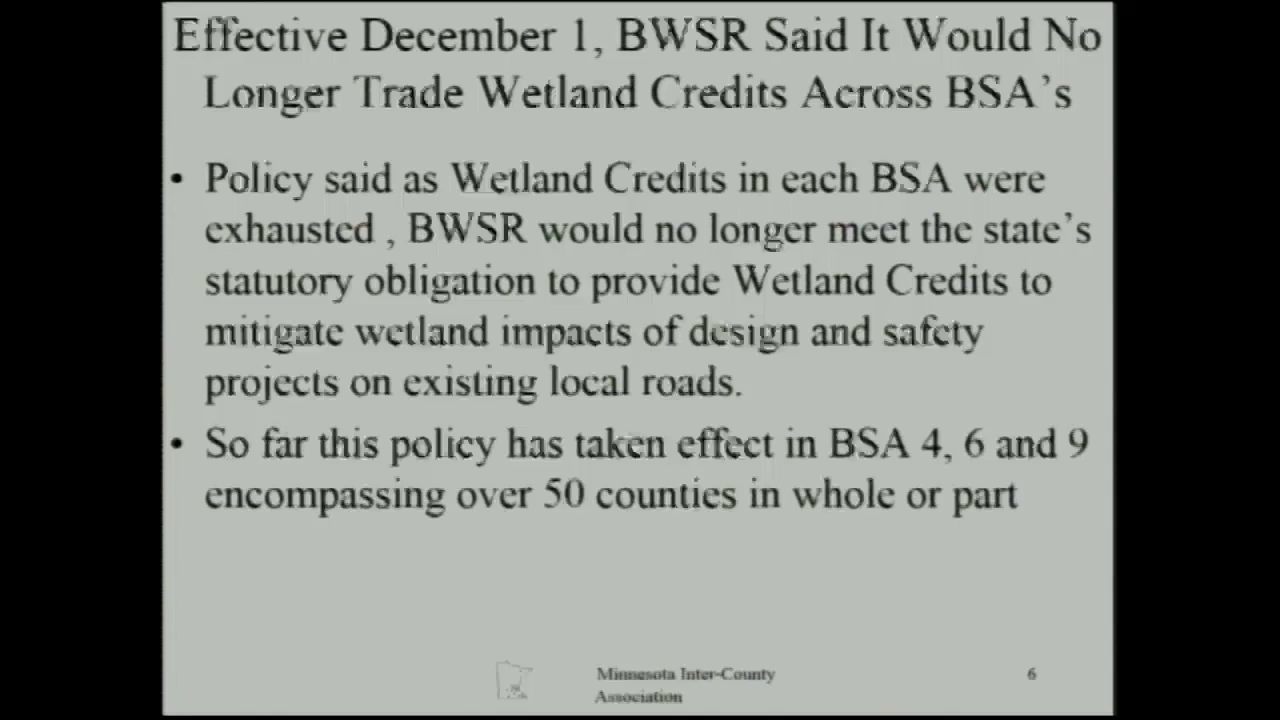 Effective December 1, BWSR Said It Would No
Longer Trade Wetland Credits Across BSA's
• Policy said as Wetland Credits in each BSA were
exhausted , BWSR would no longer meet the state's
statutory obligation to provide Wetland Credits to
mitigate wetland impacts of design and safety
projects on existing local roads.
• So far this policy has taken effect in BSA 4, 6 and 9
encompassing over 50 counties in whole or part
Minnesota Inter-County
Association
6